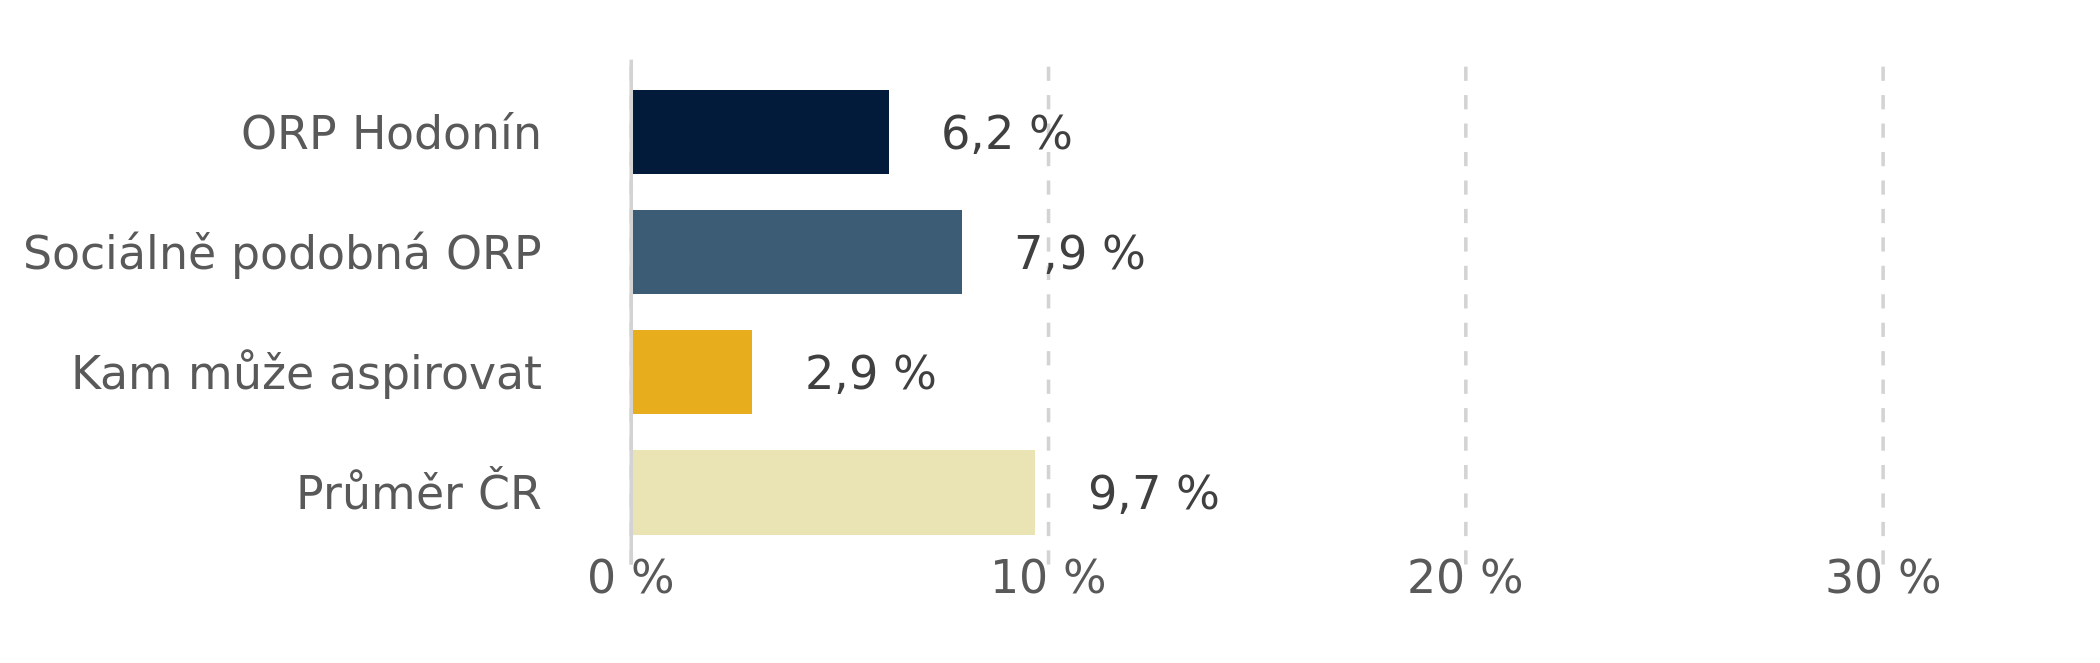 ORP Hodonín 6,2 %
Sociálně podobná ORP 7,9 %
Kam může aspirovat 2,9 %
Průměr ČR 9,7 %
0 % 10 % 20 % 30 %